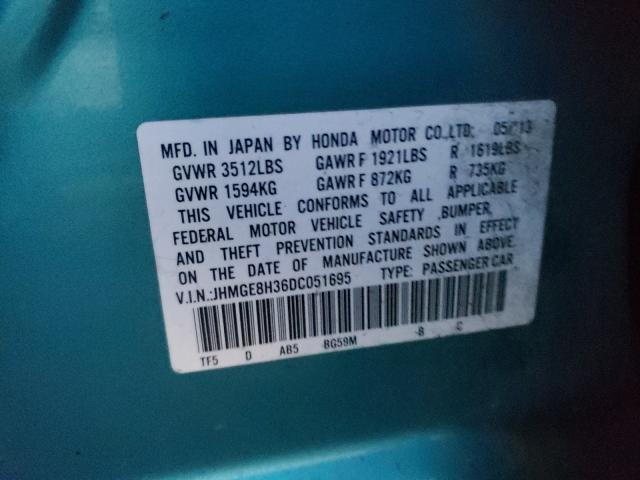 MFD. IN JAPAN BY HONDA MOTOR CO.,LTD. 05/13
GVWR 3512LBS GAWR F 1921LBS R 1619LBS
GVWR 1594KG GAWR F 872KG R 735KG
THIS VEHICLE CONFORMS TO ALL APPLICABLE
FEDERAL MOTOR VEHICLE SAFETY ,BUMPER,
AND THEFT PREVENTION STANDARDS IN EFFECT
ON THE DATE OF MANUFACTURE SHOWN ABOVE.
V.I.N.:JHMGE8H36DC051695 TYPE: PASSENGER CAR
TF5 D AB5 BG59M -B C